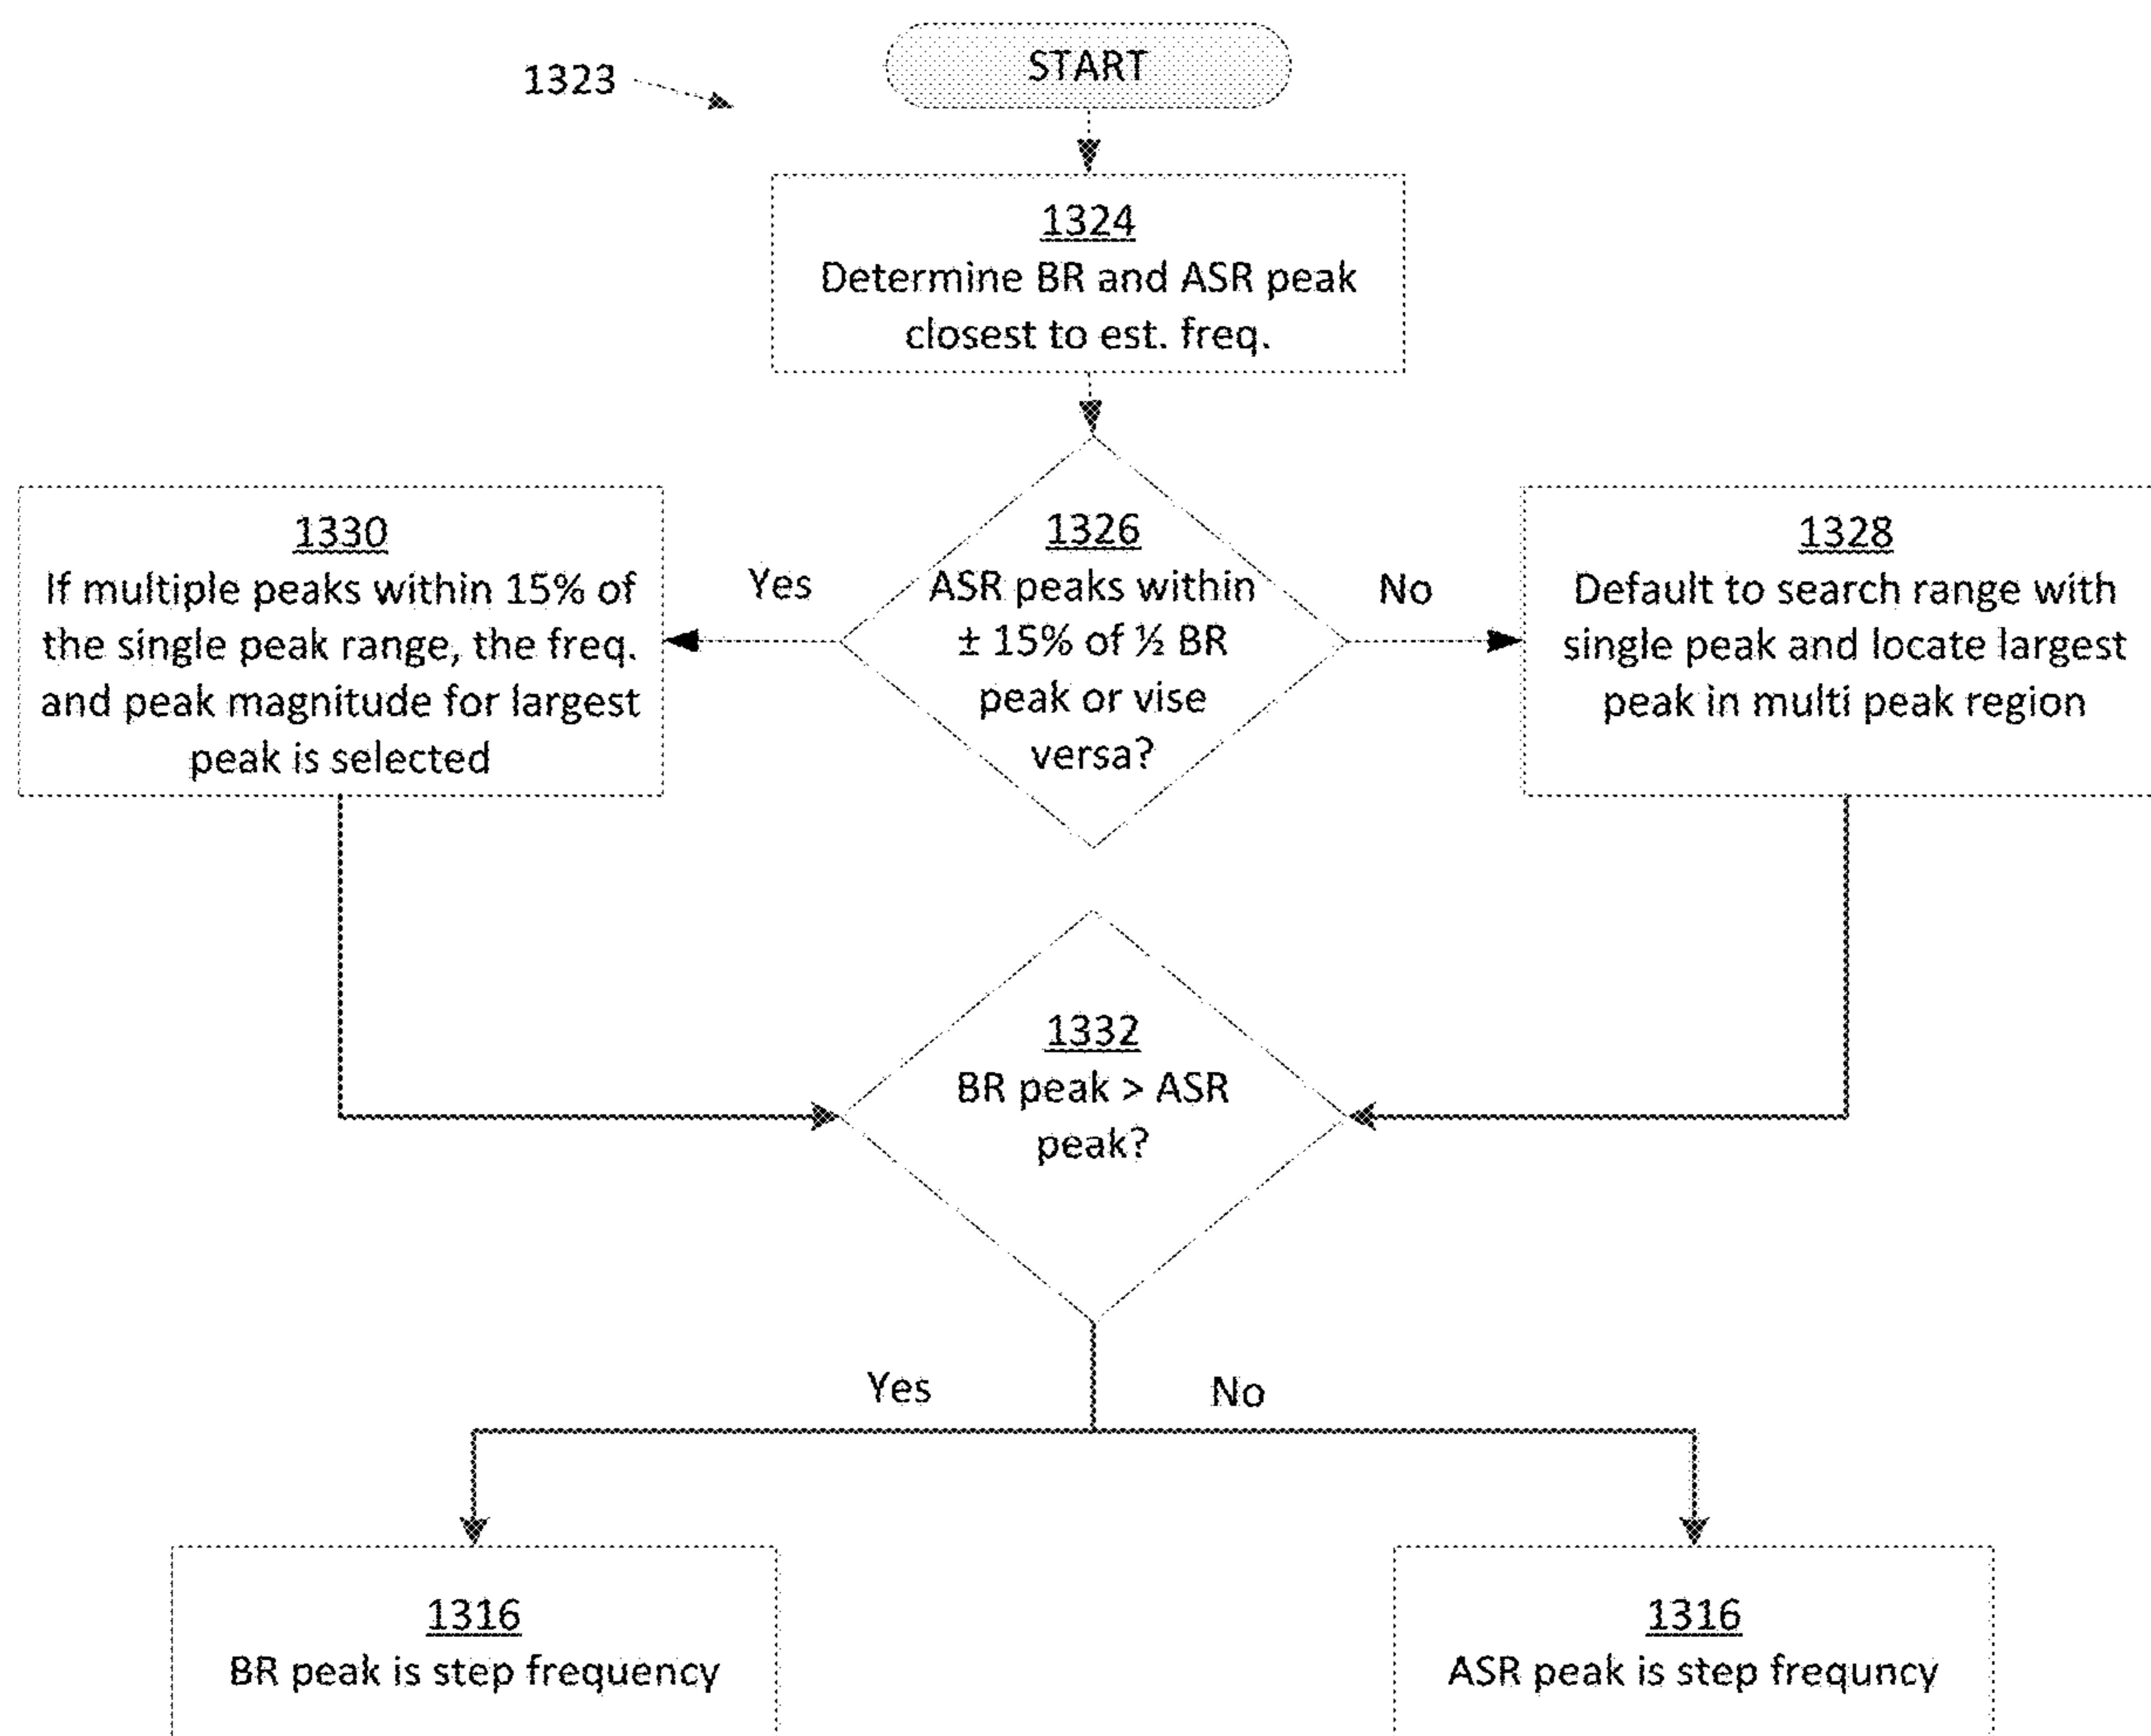 START
1323
1324
Determine BR and ASR peak
closest to est. freq.
1330
If multiple peaks within 15% of
the single peak range, the freq.
and peak magnitude for largest
peak is selected
Yes
1326
ASR peaks within
± 15% of ½ BR
peak or vise
versa?
No
1328
Default to search range with
single peak and locate largest
peak in multi peak region
1332
BR peak > ASR
peak?
Yes
No
1316
BR peak is step frequency
1316
ASR peak is step frequncy